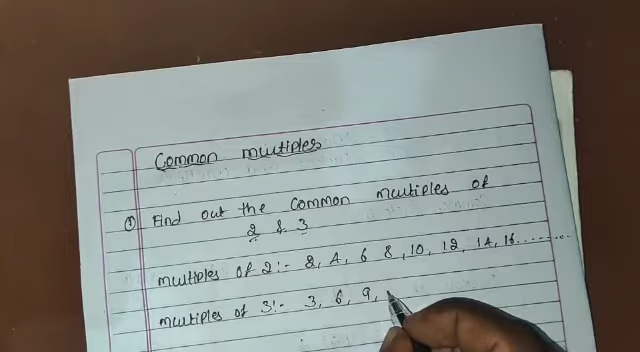 Common multiples
① Find out the common multiples of
2 & 3
multiples of 2:- 2, 4, 6 8, 10, 12, 14, 16.........
multiples of 3:- 3, 6, 9,